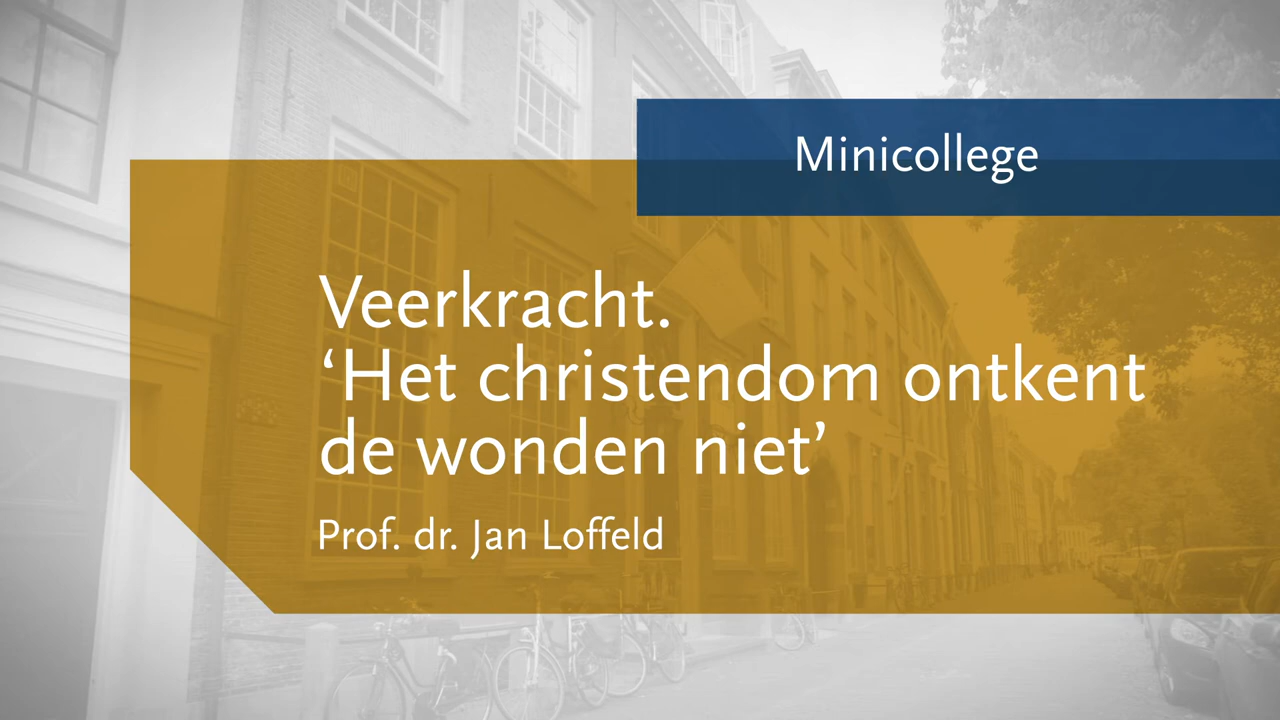 Minicollege
Veerkracht.
‘Het christendom ontkent
de wonden niet’
Prof. dr. Jan Loffeld